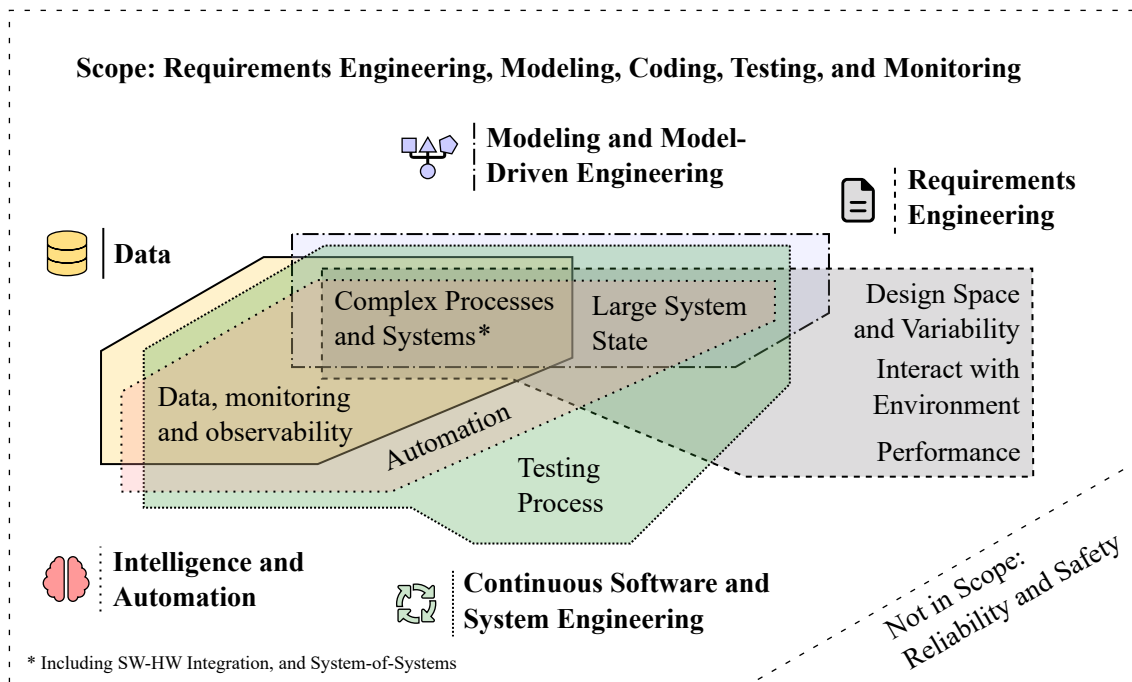 Scope: Requirements Engineering, Modeling, Coding, Testing, and Monitoring
Modeling and Model-
Driven Engineering
Requirements
Engineering
Data
Complex Processes
and Systems*
Large System
State
Design Space
and Variability
Interact with
Environment
Performance
Data, monitoring
and observability
Automation
Testing
Process
Intelligence and
Automation
Continuous Software and
System Engineering
Not in Scope:
Reliability and Safety
* Including SW-HW Integration, and System-of-Systems